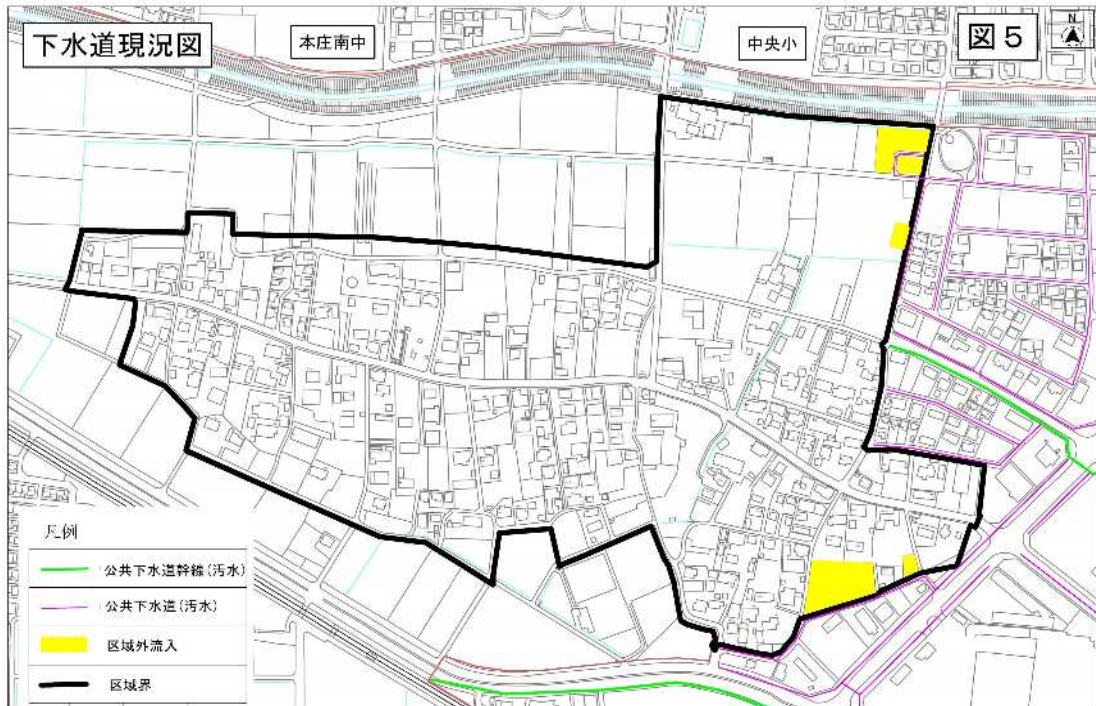 下水道現況図
本庄南中
中央小
図5
N
凡例
公共下水道幹線(汚水)
公共下水道(汚水)
区域外流入
区域界